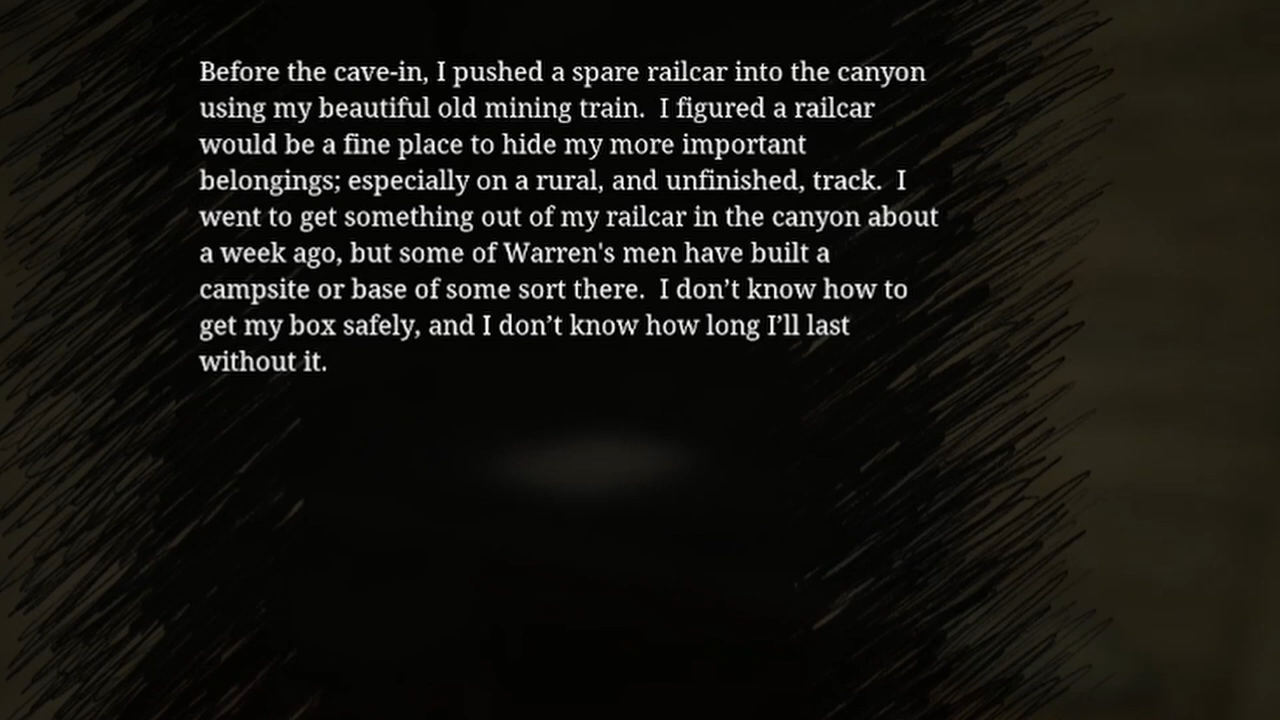 Before the cave-in, I pushed a spare railcar into the canyon
using my beautiful old mining train.  I figured a railcar
would be a fine place to hide my more important
belongings; especially on a rural, and unfinished, track.  I
went to get something out of my railcar in the canyon about
a week ago, but some of Warren's men have built a
campsite or base of some sort there.  I don’t know how to
get my box safely, and I don’t know how long I’ll last
without it.